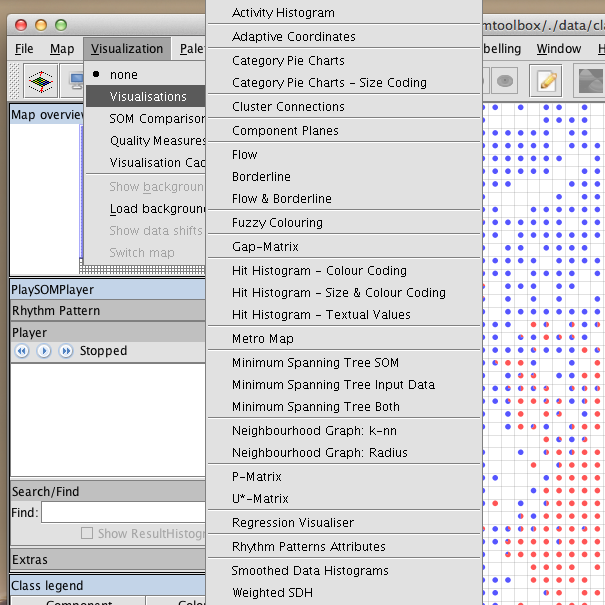 mtoolbox/./data/cla
File
Map
Visualization
Palet
belling
Window
none
Visualisations
SOM Comparison
Quality Measures
Visualisation Cac
Show backgroun
Load backgroun
Show data shifts
Switch map
Map overview
PlaySOMPlayer
Rhythm Pattern
Player
Stopped
Search/Find
Find:
Show ResultHistogr
Extras
Class legend
Component
Colo
Activity Histogram
Adaptive Coordinates
Category Pie Charts
Category Pie Charts - Size Coding
Cluster Connections
Component Planes
Flow
Borderline
Flow & Borderline
Fuzzy Colouring
Gap-Matrix
Hit Histogram - Colour Coding
Hit Histogram - Size & Colour Coding
Hit Histogram - Textual Values
Metro Map
Minimum Spanning Tree SOM
Minimum Spanning Tree Input Data
Minimum Spanning Tree Both
Neighbourhood Graph: k-nn
Neighbourhood Graph: Radius
P-Matrix
U*-Matrix
Regression Visualiser
Rhythm Patterns Attributes
Smoothed Data Histograms
Weighted SDH